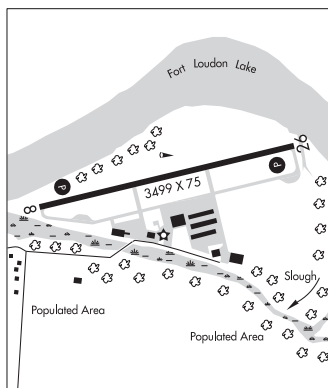 Fort Loudon Lake
26
P
P
3499 X 75
8
Slough
Populated Area
Populated Area